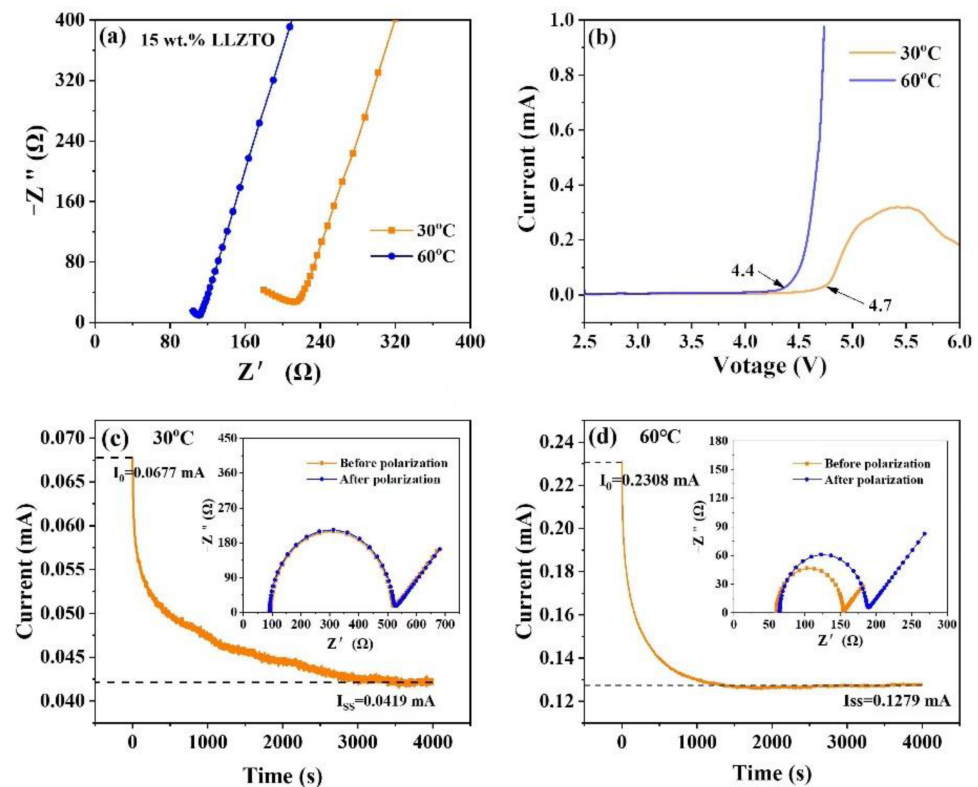 (a) 15 wt.% LLZTO
400
320
240
160
80
0
−Z″ (Ω)
30°C
60°C
0 80 160 240 320 400
Z′ (Ω)
(b)
1.0
0.8
0.6
0.4
0.2
0.0
Current (mA)
30°C
60°C
4.4
4.7
2.5 3.0 3.5 4.0 4.5 5.0 5.5 6.0
Votage (V)
(c) 30°C
0.070
0.065
0.060
0.055
0.050
0.045
0.040
Current (mA)
I0=0.0677 mA
ISS=0.0419 mA
0 1000 2000 3000 4000
Time (s)
450
360
270
180
90
0
−Z″ (Ω)
Before polarization
After polarization
0 100 200 300 400 500 600 700
Z′ (Ω)
(d) 60°C
0.24
0.22
0.20
0.18
0.16
0.14
0.12
Current (mA)
I0=0.2308 mA
Iss=0.1279 mA
0 1000 2000 3000 4000
Time (s)
180
150
120
90
60
30
0
−Z″ (Ω)
Before polarization
After polarization
0 50 100 150 200 300
Z′ (Ω)